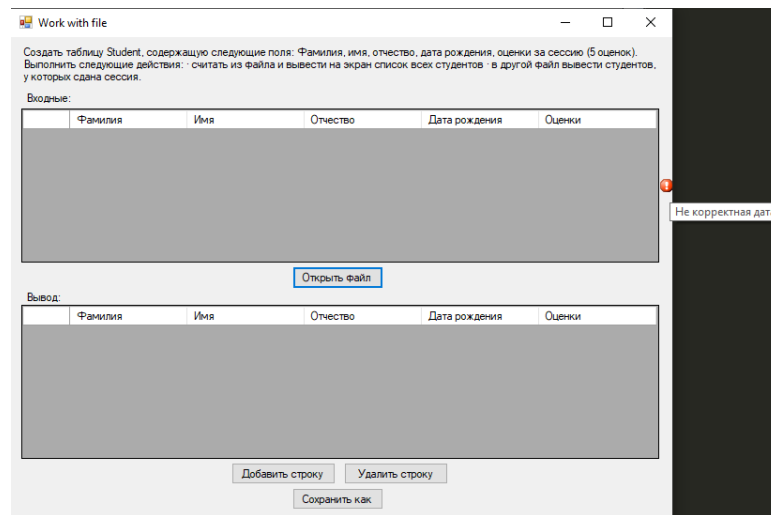 Work with file
Создать таблицу Student, содержащую следующие поля: Фамилия, имя, отчество, дата рождения, оценки за сессию (5 оценок).
Выполнить следующие действия: · считать из файла и вывести на экран список всех студентов · в другой файл вывести студентов,
у которых сдана сессия.
Входные:
Фамилия Имя Отчество Дата рождения Оценки
Не корректная дат
Открыть файл
Вывод:
Фамилия Имя Отчество Дата рождения Оценки
Добавить строку Удалить строку
Сохранить как